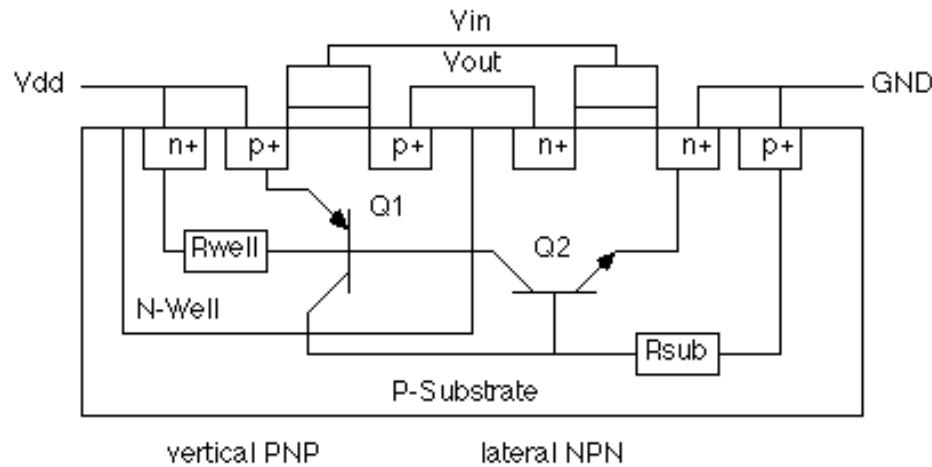 Vin
Vdd Vout GND
n+ p+ p+ n+ n+ p+
Q1
Rwell Q2
N-Well
Rsub
P-Substrate
vertical PNP lateral NPN